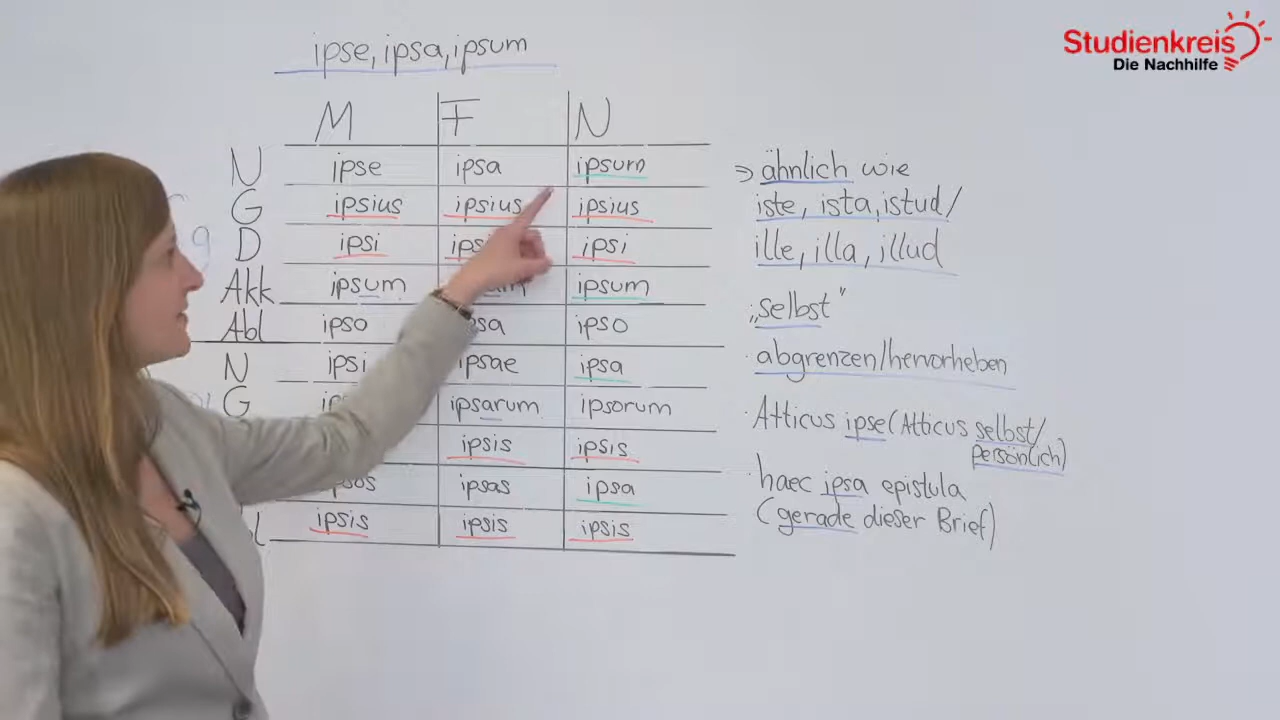 Studienkreis
Die Nachhilfe
ipse, ipsa, ipsum
M F N
N ipse ipsa ipsum
G ipsius ipsius ipsius
D ipsi ipsi
Akk ipsum ipsum
Abl ipso ipso
N ipsi ipsae ipsa
G ipsarum ipsorum
ipsis ipsis
ipsas ipsa
ipsis ipsis ipsis
⇒ ähnlich wie
iste, ista, istud/
ille, illa, illud
„selbst"
· abgrenzen/hervorheben
· Atticus ipse (Atticus selbst/
persönlich)
· haec ipsa epistula
(gerade dieser Brief)